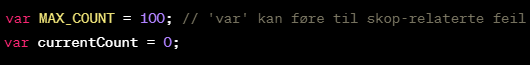 var MAX_COUNT = 100; // 'var' kan føre til skop-relaterte feil
var currentCount = 0;